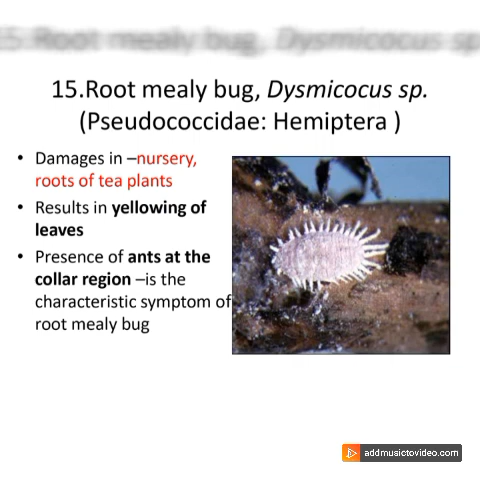 15.Root mealy bug, Dysmicocus sp
15.Root mealy bug, Dysmicocus sp.
(Pseudococcidae: Hemiptera )
• Damages in –nursery,
roots of tea plants
• Results in yellowing of
leaves
• Presence of ants at the
collar region –is the
characteristic symptom of
root mealy bug
addmusictovideo.com